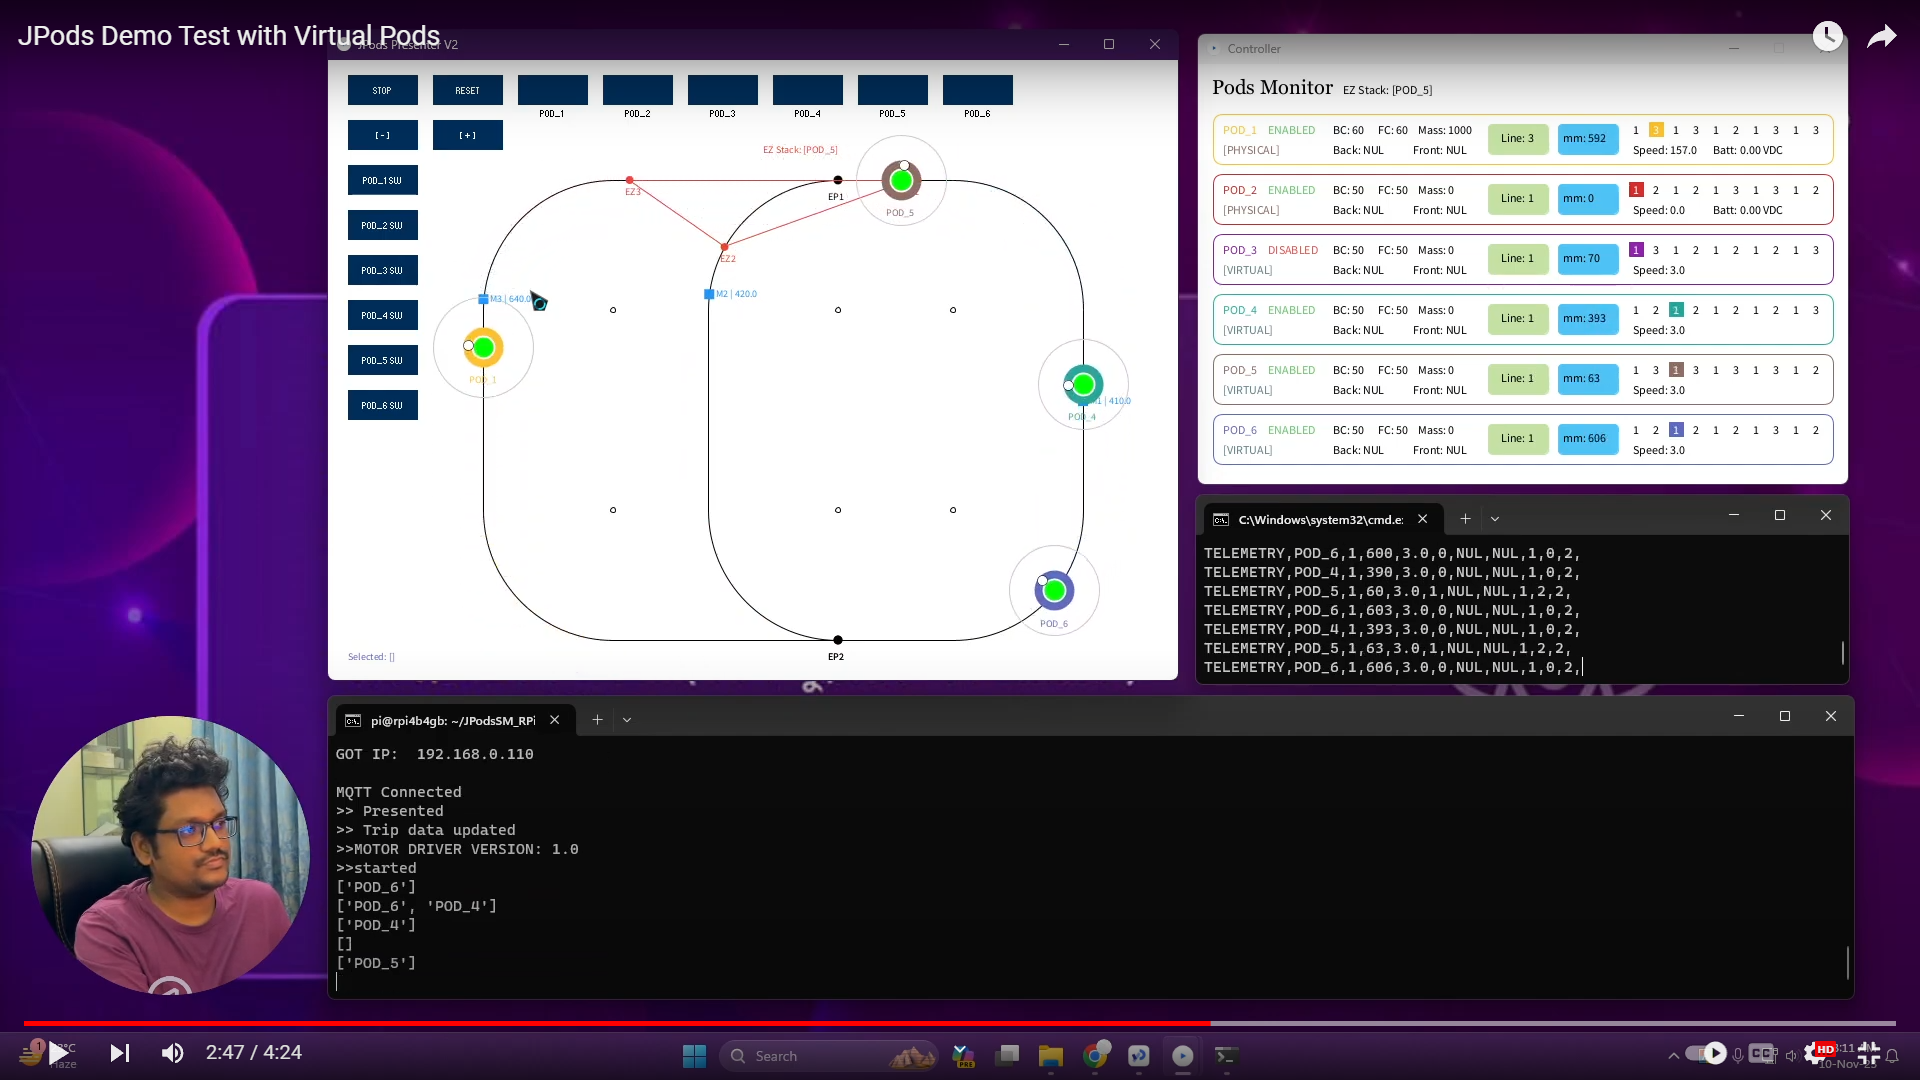 JPods Demo Test with Virtual Pods
JPods Presenter V2
STOP
RESET
POD_1
POD_2
POD_3
POD_4
POD_5
POD_6
[-]
[+]
POD_1 SW
POD_2 SW
POD_3 SW
POD_4 SW
POD_5 SW
POD_6 SW
EZ Stack: [POD_5]
EZ3
EP1
POD_5
EZ2
M3 | 640.0
M2 | 420.0
POD_1
M1 | 410.0
POD_4
POD_6
EP2
Selected: []
Controller
Pods Monitor EZ Stack: [POD_5]
POD_1 ENABLED BC: 60 FC: 60 Mass: 1000 Line: 3 mm: 592 1 3 1 3 1 2 1 3 1 3
[PHYSICAL] Back: NUL Front: NUL Speed: 157.0 Batt: 0.00 VDC
POD_2 ENABLED BC: 50 FC: 50 Mass: 0 Line: 1 mm: 0 1 2 1 2 1 3 1 3 1 2
[PHYSICAL] Back: NUL Front: NUL Speed: 0.0 Batt: 0.00 VDC
POD_3 DISABLED BC: 50 FC: 50 Mass: 0 Line: 1 mm: 70 1 3 1 2 1 2 1 2 1 3
[VIRTUAL] Back: NUL Front: NUL Speed: 3.0
POD_4 ENABLED BC: 50 FC: 50 Mass: 0 Line: 1 mm: 393 1 2 1 2 1 2 1 2 1 3
[VIRTUAL] Back: NUL Front: NUL Speed: 3.0
POD_5 ENABLED BC: 50 FC: 50 Mass: 0 Line: 1 mm: 63 1 3 1 3 1 3 1 3 1 2
[VIRTUAL] Back: NUL Front: NUL Speed: 3.0
POD_6 ENABLED BC: 50 FC: 50 Mass: 0 Line: 1 mm: 606 1 2 1 2 1 2 1 3 1 2
[VIRTUAL] Back: NUL Front: NUL Speed: 3.0
C:\Windows\system32\cmd.e:
TELEMETRY,POD_6,1,600,3.0,0,NUL,NUL,1,0,2,
TELEMETRY,POD_4,1,390,3.0,0,NUL,NUL,1,0,2,
TELEMETRY,POD_5,1,60,3.0,1,NUL,NUL,1,2,2,
TELEMETRY,POD_6,1,603,3.0,0,NUL,NUL,1,0,2,
TELEMETRY,POD_4,1,393,3.0,0,NUL,NUL,1,0,2,
TELEMETRY,POD_5,1,63,3.0,1,NUL,NUL,1,2,2,
TELEMETRY,POD_6,1,606,3.0,0,NUL,NUL,1,0,2,
pi@rpi4b4gb: ~/JPodsSM_RPi
GOT IP: 192.168.0.110
MQTT Connected
>> Presented
>> Trip data updated
>>MOTOR DRIVER VERSION: 1.0
>>started
['POD_6']
['POD_6', 'POD_4']
['POD_4']
[]
['POD_5']
2:47 / 4:24
Search
PRE
CC
HD